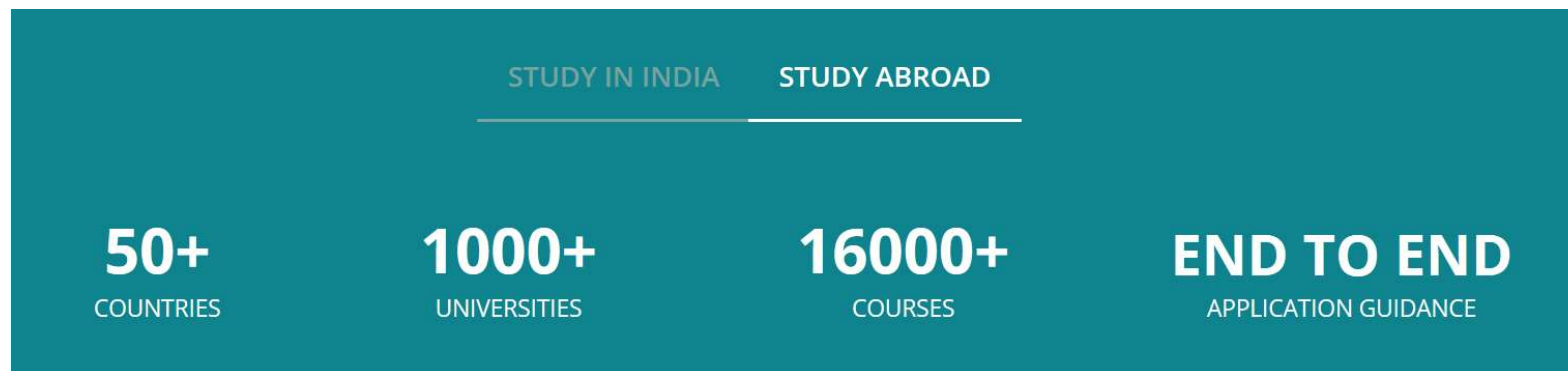 STUDY IN INDIA STUDY ABROAD
50+ 1000+ 16000+ END TO END
COUNTRIES UNIVERSITIES COURSES APPLICATION GUIDANCE